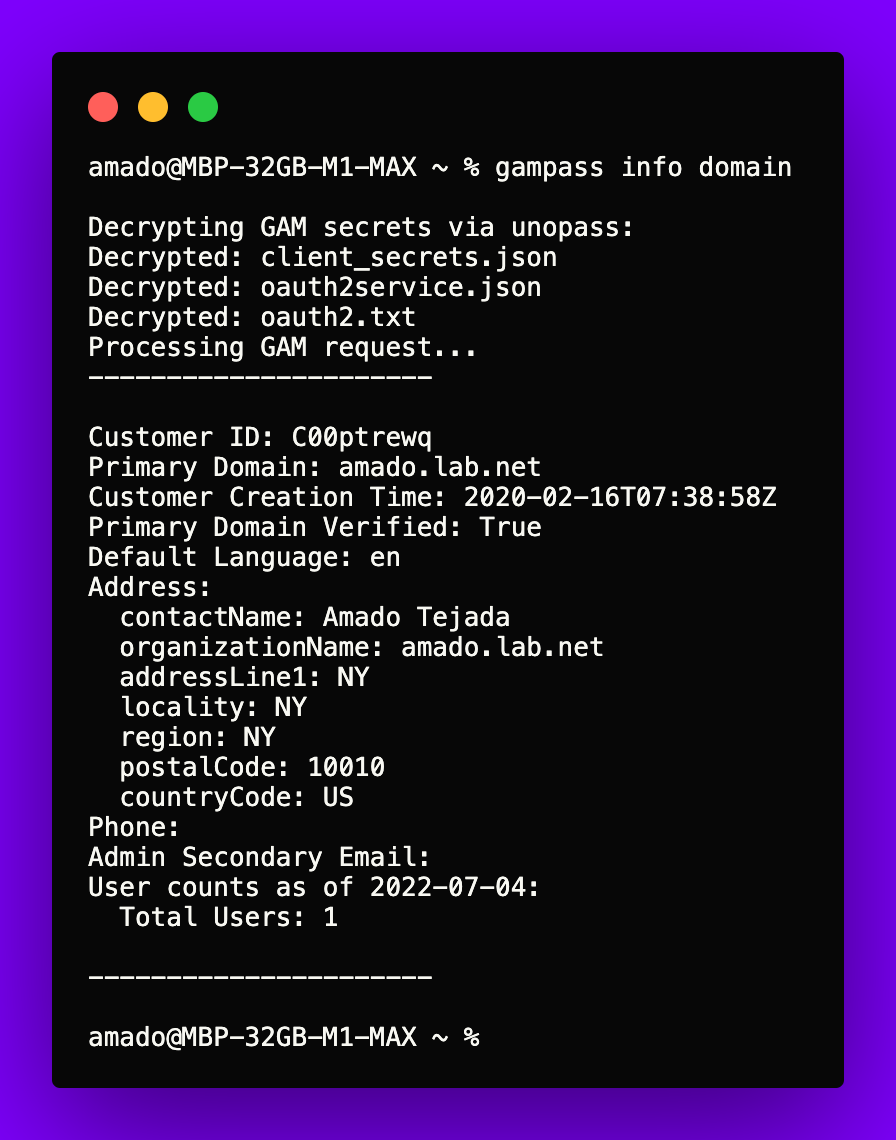 amado@MBP-32GB-M1-MAX ~ % gampass info domain
Decrypting GAM secrets via unopass:
Decrypted: client_secrets.json
Decrypted: oauth2service.json
Decrypted: oauth2.txt
Processing GAM request...
----------------------
Customer ID: C00ptrewq
Primary Domain: amado.lab.net
Customer Creation Time: 2020-02-16T07:38:58Z
Primary Domain Verified: True
Default Language: en
Address:
  contactName: Amado Tejada
  organizationName: amado.lab.net
  addressLine1: NY
  locality: NY
  region: NY
  postalCode: 10010
  countryCode: US
Phone:
Admin Secondary Email:
User counts as of 2022-07-04:
  Total Users: 1
----------------------
amado@MBP-32GB-M1-MAX ~ %